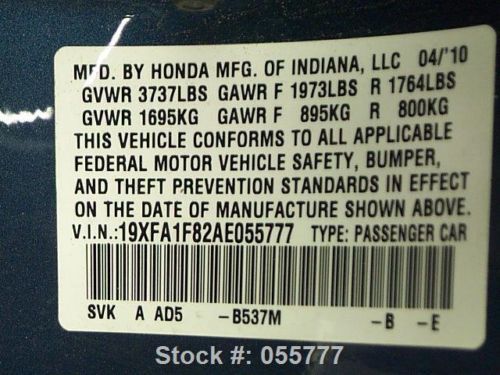 MFD. BY HONDA MFG. OF INDIANA, LLC 04/'10
GVWR 3737LBS GAWR F 1973LBS R 1764LBS
GVWR 1695KG GAWR F 895KG R 800KG
THIS VEHICLE CONFORMS TO ALL APPLICABLE
FEDERAL MOTOR VEHICLE SAFETY, BUMPER,
AND THEFT PREVENTION STANDARDS IN EFFECT
ON THE DATE OF MANUFACTURE SHOWN ABOVE.
V.I.N.:19XFA1F82AE055777 TYPE: PASSENGER CAR
SVK A AD5 -B537M -B -E
Stock #: 055777